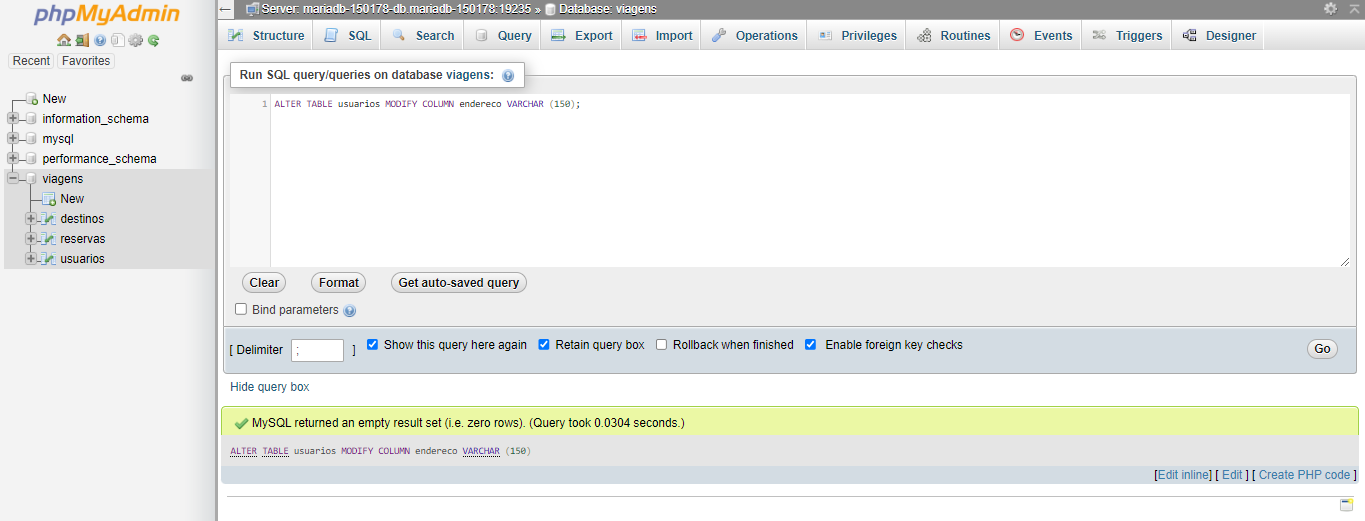 phpMyAdmin
Recent Favorites
New
information_schema
mysql
performance_schema
viagens
New
destinos
reservas
usuarios
Server: mariadb-150178-db.mariadb-150178:19235 » Database: viagens
Structure SQL Search Query Export Import Operations Privileges Routines Events Triggers Designer
Run SQL query/queries on database viagens:
1 ALTER TABLE usuarios MODIFY COLUMN endereco VARCHAR (150);
Clear Format Get auto-saved query
Bind parameters
[ Delimiter ; ] Show this query here again Retain query box Rollback when finished Enable foreign key checks Go
Hide query box
MySQL returned an empty result set (i.e. zero rows). (Query took 0.0304 seconds.)
ALTER TABLE usuarios MODIFY COLUMN endereco VARCHAR (150)
[Edit inline] [ Edit ] [ Create PHP code ]